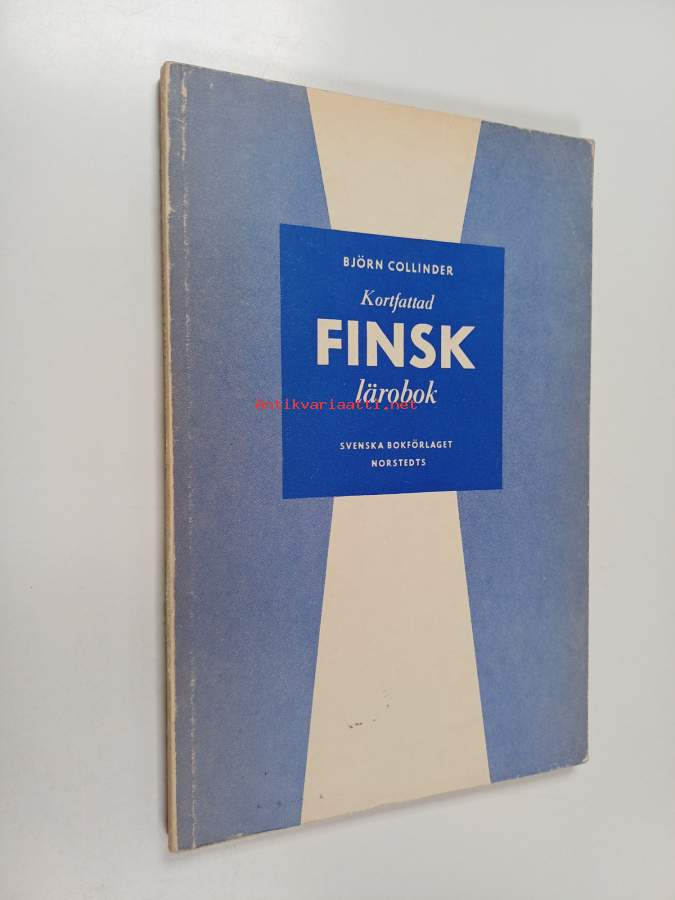 BJÖRN COLLINDER
Kortfattad
FINSK
lärobok
Antikvariaatti.net
SVENSKA BOKFÖRLAGET
NORSTEDTS